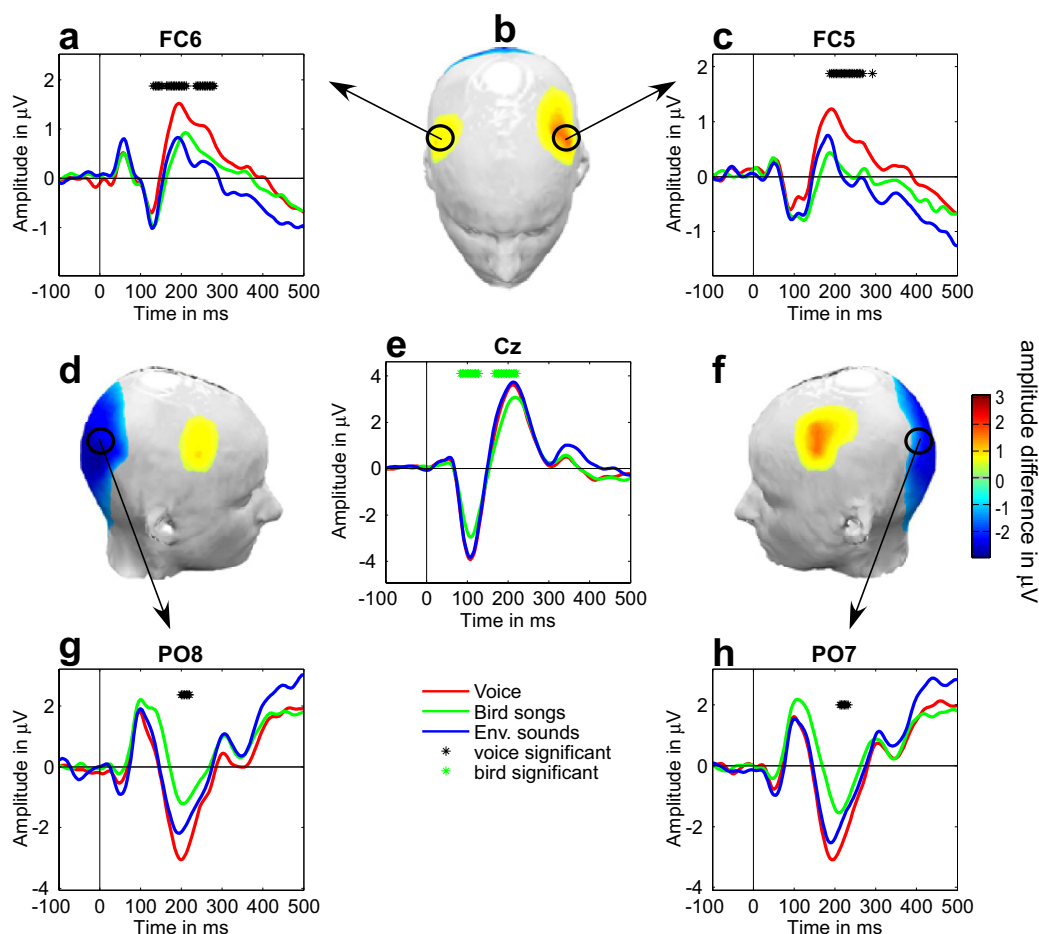 a
FC6
Amplitude in µV
2
1
0
-1
-100 0 100 200 300 400 500
Time in ms
b
c
FC5
Amplitude in µV
2
1
0
-1
-100 0 100 200 300 400 500
Time in ms
d
e
Cz
Amplitude in µV
4
2
0
-2
-4
-100 0 100 200 300 400 500
Time in ms
f
3
2
1
0
-1
-2
amplitude difference in µV
g
PO8
Amplitude in µV
2
0
-2
-4
-100 0 100 200 300 400 500
Time in ms
Voice
Bird songs
Env. sounds
* voice significant
* bird significant
h
PO7
Amplitude in µV
2
0
-2
-4
-100 0 100 200 300 400 500
Time in ms